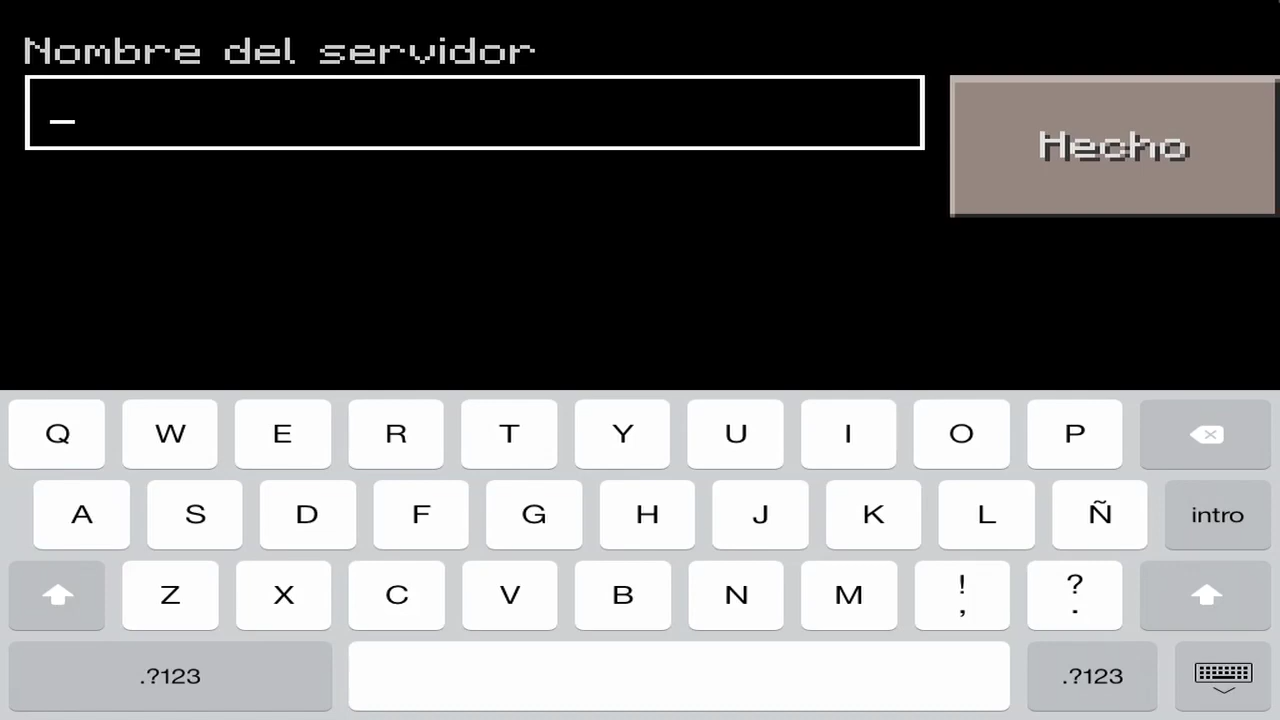 Nombre del servidor
_
Hecho
Q W E R T Y U I O P
A S D F G H J K L Ñ intro
Z X C V B N M ! , ? .
.?123 .?123